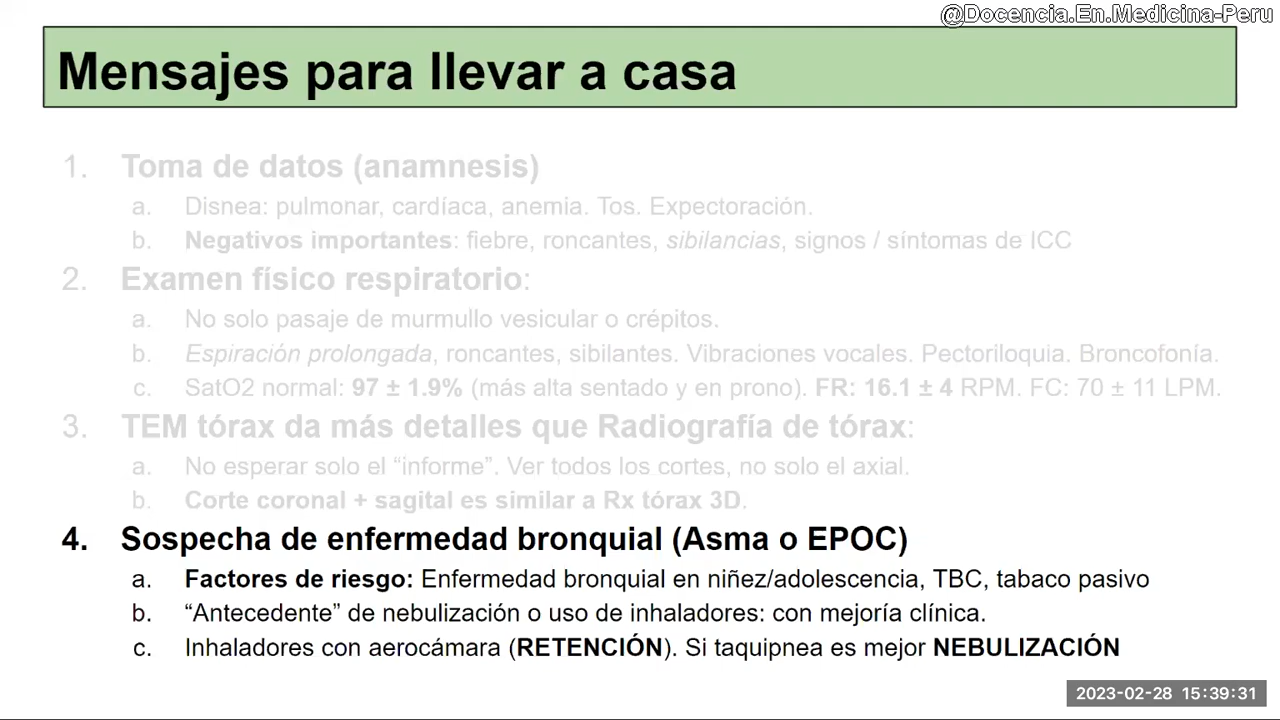 @Docencia.En.Medicina-Peru
Mensajes para llevar a casa
1. Toma de datos (anamnesis)
a. Disnea: pulmonar, cardíaca, anemia. Tos. Expectoración.
b. Negativos importantes: fiebre, roncantes, sibilancias, signos / síntomas de ICC
2. Examen físico respiratorio:
a. No solo pasaje de murmullo vesicular o crépitos.
b. Espiración prolongada, roncantes, sibilantes. Vibraciones vocales. Pectoriloquia. Broncofonía.
c. SatO2 normal: 97 ± 1.9% (más alta sentado y en prono). FR: 16.1 ± 4 RPM. FC: 70 ± 11 LPM.
3. TEM tórax da más detalles que Radiografía de tórax:
a. No esperar solo el “informe”. Ver todos los cortes, no solo el axial.
b. Corte coronal + sagital es similar a Rx tórax 3D.
4. Sospecha de enfermedad bronquial (Asma o EPOC)
a. Factores de riesgo: Enfermedad bronquial en niñez/adolescencia, TBC, tabaco pasivo
b. “Antecedente” de nebulización o uso de inhaladores: con mejoría clínica.
c. Inhaladores con aerocámara (RETENCIÓN). Si taquipnea es mejor NEBULIZACIÓN
2023-02-28 15:39:31